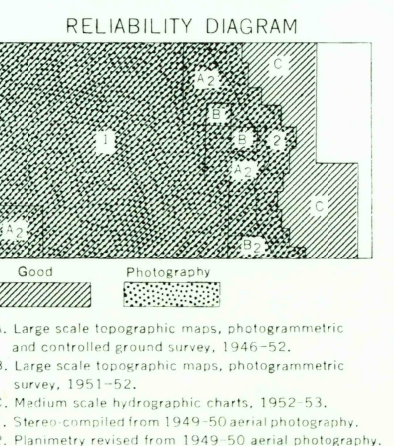 RELIABILITY DIAGRAM
C
A2
B
I
B
2
A2
C
A2
B2
Good
Photography
A. Large scale topographic maps, photogrammetric
and controlled ground survey, 1946-52.
B. Large scale topographic maps, photogrammetric
survey, 1951-52.
C. Medium scale hydrographic charts, 1952-53.
. Stereo-compiled from 1949-50 aerial photography.
2. Planimetry revised from 1949-50 aerial photography.